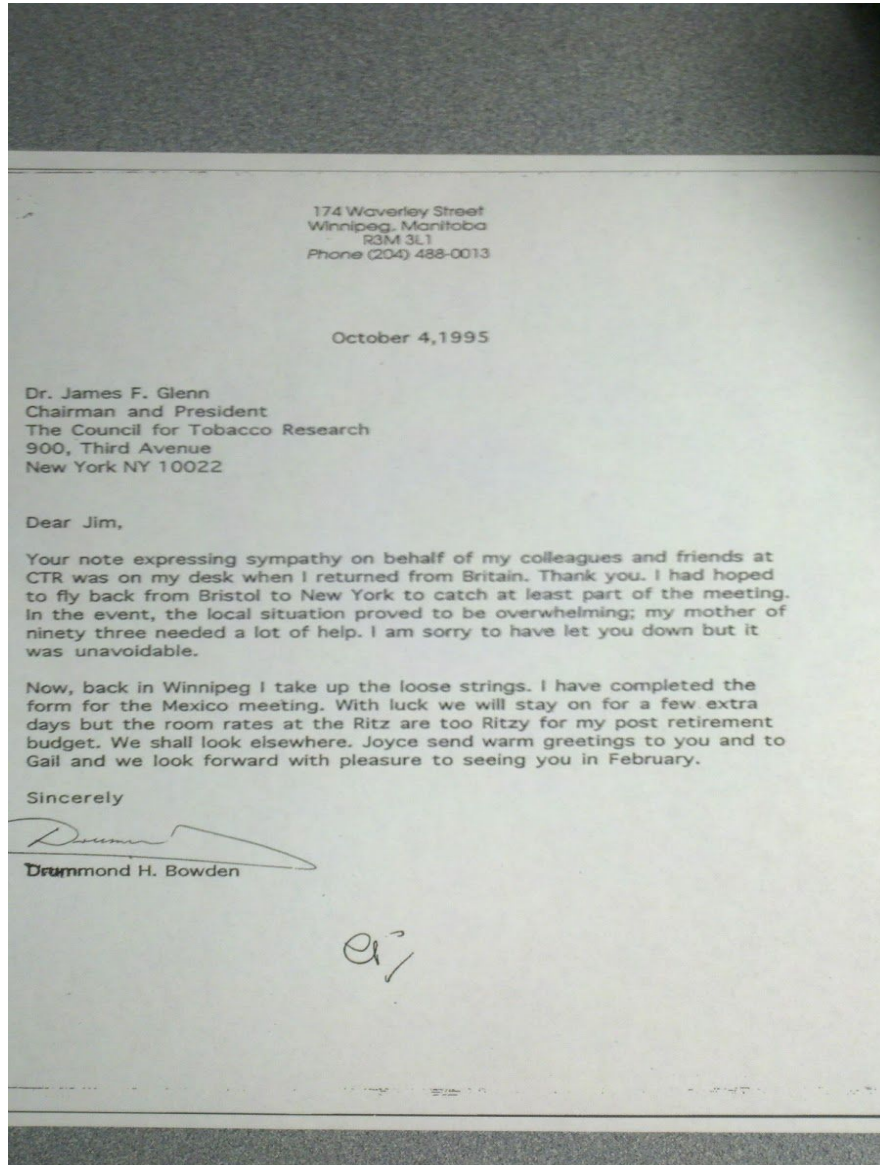 174 Waverley Street
Winnipeg, Manitoba
R3M 3L1
Phone (204) 488-0013
October 4,1995
Dr. James F. Glenn
Chairman and President
The Council for Tobacco Research
900, Third Avenue
New York NY 10022
Dear Jim,
Your note expressing sympathy on behalf of my colleagues and friends at
CTR was on my desk when I returned from Britain. Thank you. I had hoped
to fly back from Bristol to New York to catch at least part of the meeting.
In the event, the local situation proved to be overwhelming; my mother of
ninety three needed a lot of help. I am sorry to have let you down but it
was unavoidable.
Now, back in Winnipeg I take up the loose strings. I have completed the
form for the Mexico meeting. With luck we will stay on for a few extra
days but the room rates at the Ritz are too Ritzy for my post retirement
budget. We shall look elsewhere. Joyce send warm greetings to you and to
Gail and we look forward with pleasure to seeing you in February.
Sincerely
Drummond H. Bowden